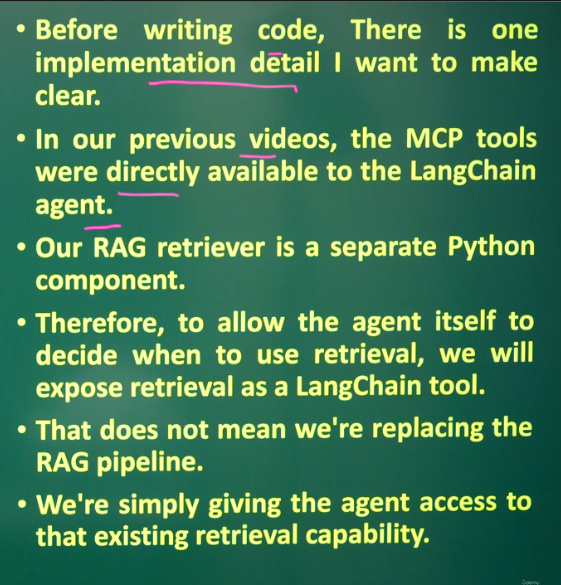 • Before writing code, There is one
implementation detail I want to make
clear.
• In our previous videos, the MCP tools
were directly available to the LangChain
agent.
• Our RAG retriever is a separate Python
component.
• Therefore, to allow the agent itself to
decide when to use retrieval, we will
expose retrieval as a LangChain tool.
• That does not mean we're replacing the
RAG pipeline.
• We're simply giving the agent access to
that existing retrieval capability.
Udemy